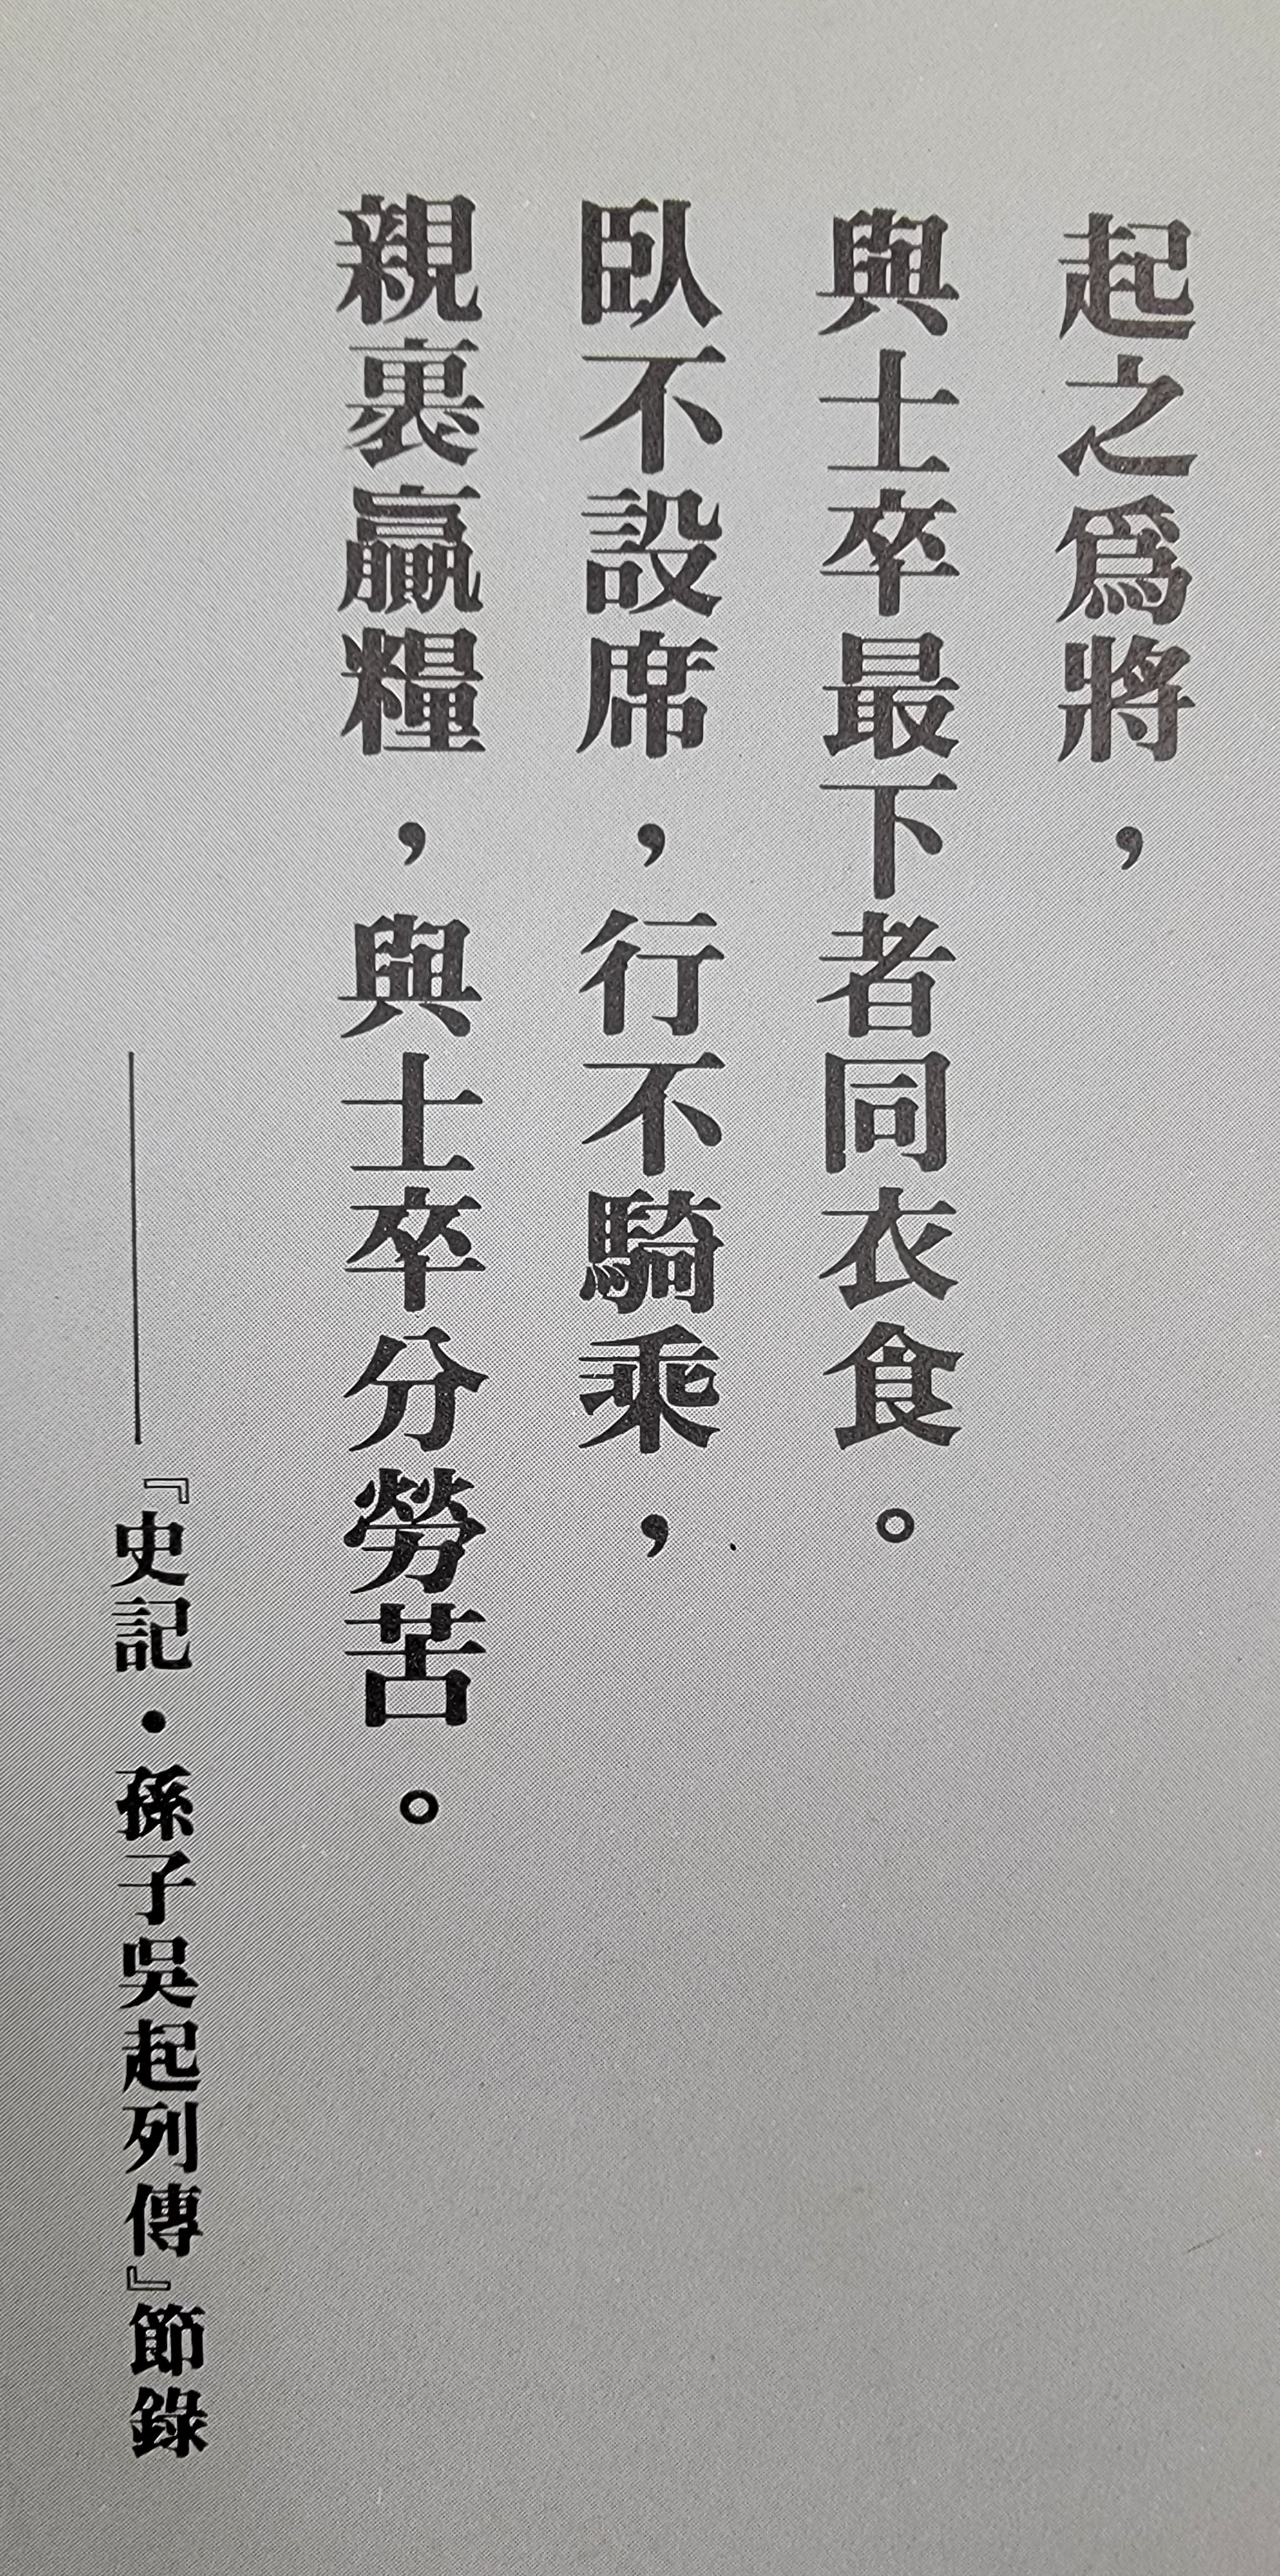 起之爲將，
與士卒最下者同衣食。
臥不設席，行不騎乘，
親裹贏糧，與士卒分勞苦。
——『史記・孫子吳起列傳』節錄